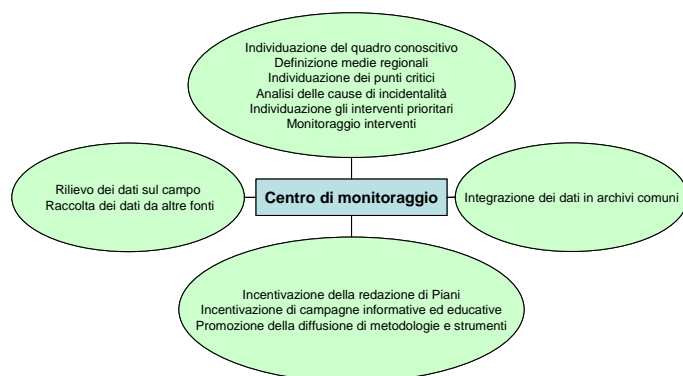 Individuazione del quadro conoscitivo
Definizione medie regionali
Individuazione dei punti critici
Analisi delle cause di incidentalità
Individuazione gli interventi prioritari
Monitoraggio interventi
Rilievo dei dati sul campo
Raccolta dei dati da altre fonti
Centro di monitoraggio
Integrazione dei dati in archivi comuni
Incentivazione della redazione di Piani
Incentivazione di campagne informative ed educative
Promozione della diffusione di metodologie e strumenti